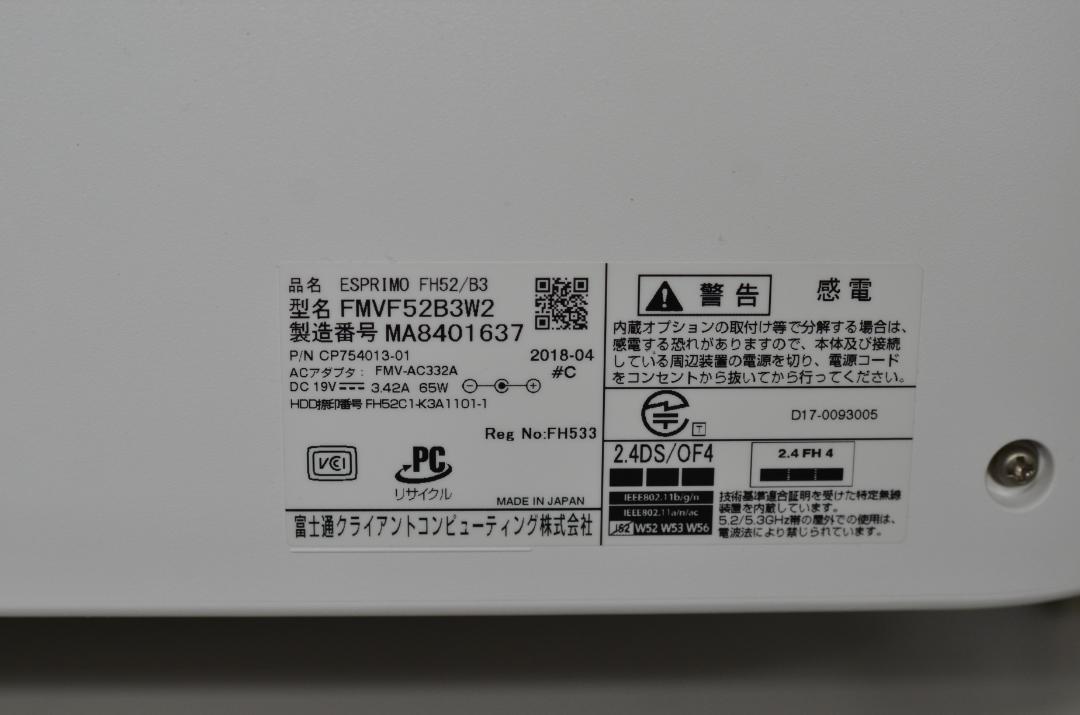 品名 ESPRIMO FH52/B3
型名 FMVF52B3W2
製造番号 MA8401637
P/N CP754013-01 2018-04
ACアダプタ： FMV-AC332A #C
DC 19V 3.42A 65W
HDD捺印番号 FH52C1-K3A1101-1
Reg No:FH533
VCCI
PC
リサイクル
MADE IN JAPAN
富士通クライアントコンピューティング株式会社
警告 感電
内蔵オプションの取付け等で分解する場合は、
感電する恐れがありますので、本体及び接続
している周辺装置の電源を切り、電源コード
をコンセントから抜いてから行ってください。
T D17-0093005
2.4DS/OF4
2.4 FH 4
IEEE802.11b/g/n
IEEE802.11a/n/ac
J52 W52 W53 W56
技術基準適合証明を受けた特定無線
装置を内蔵しています。
5.2/5.3GHz帯の屋外での使用は、
電波法により禁じられています。